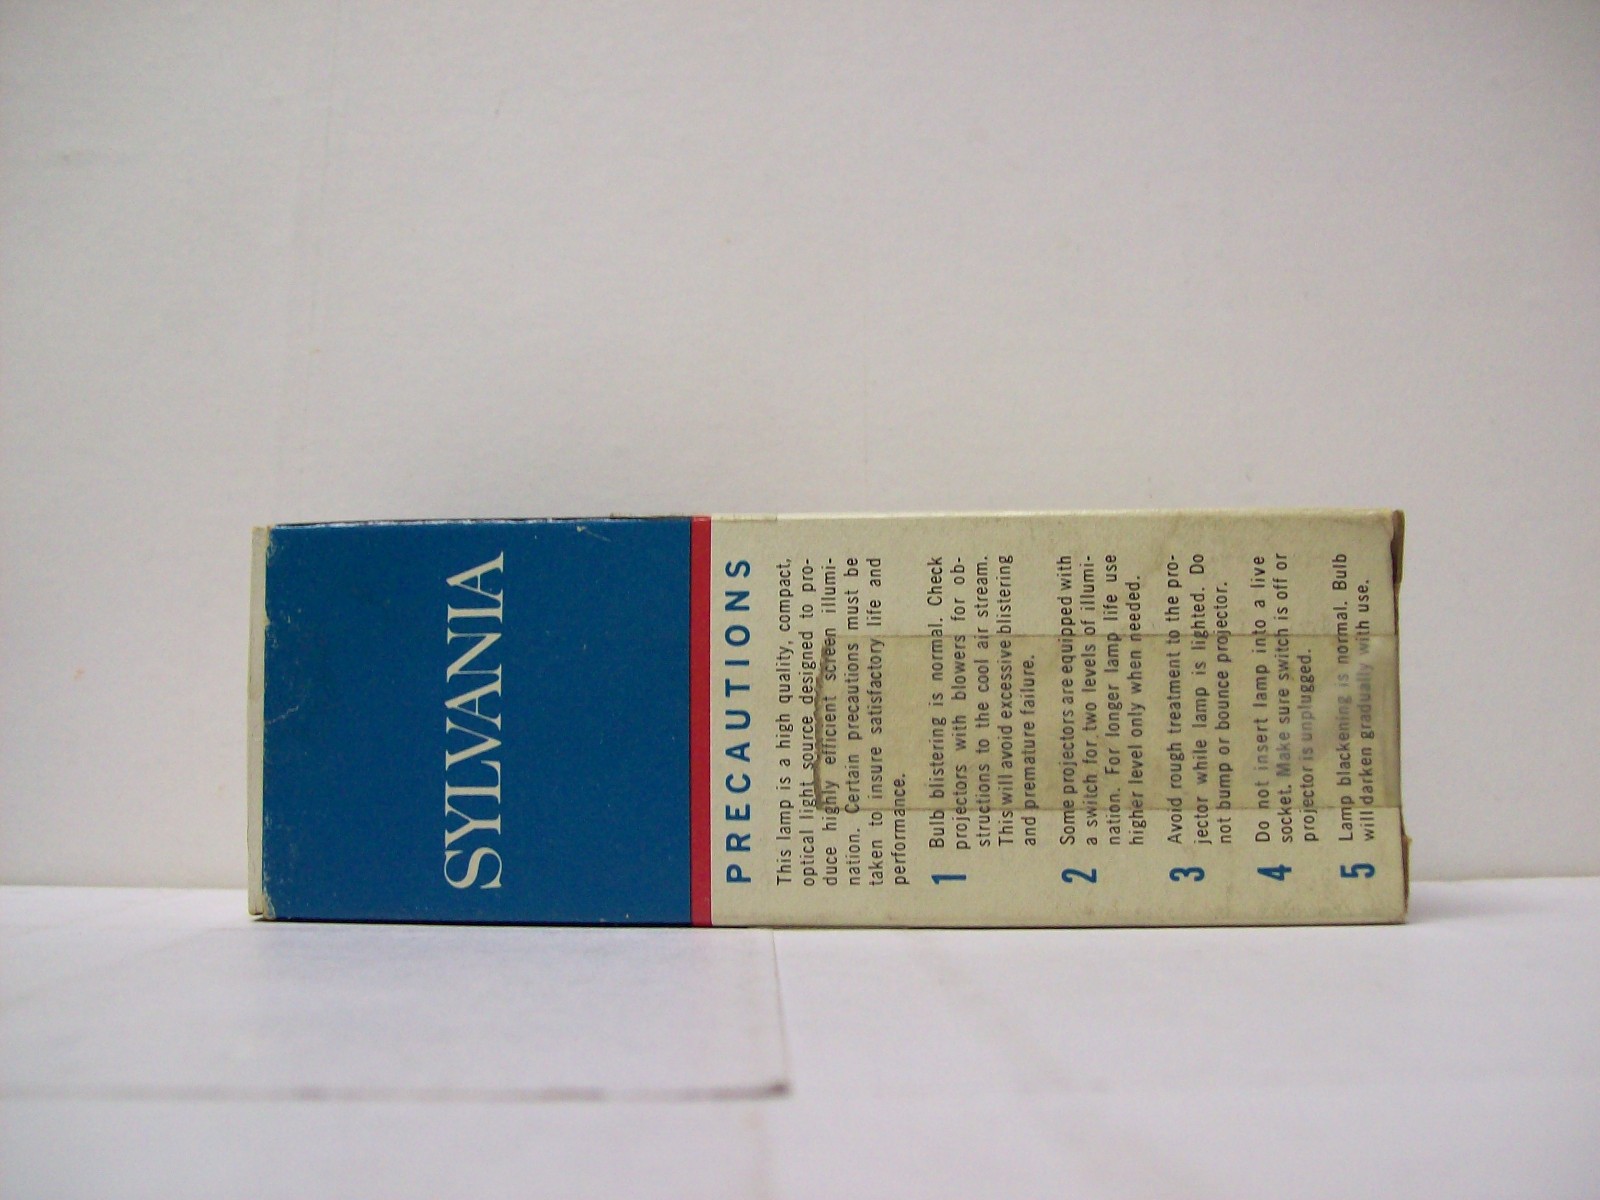 SYLVANIA
PRECAUTIONS
This lamp is a high quality, compact,
optical light source designed to pro-
duce highly efficient screen illumi-
nation. Certain precautions must be
taken to insure satisfactory life and
performance.
1 Bulb blistering is normal. Check
projectors with blowers for ob-
structions to the cool air stream.
This will avoid excessive blistering
and premature failure.
2 Some projectors are equipped with
a switch for two levels of illumi-
nation. For longer lamp life use
higher level only when needed.
3 Avoid rough treatment to the pro-
jector while lamp is lighted. Do
not bump or bounce projector.
4 Do not insert lamp into a live
socket. Make sure switch is off or
projector is unplugged.
5 Lamp blackening is normal. Bulb
will darken gradually with use.